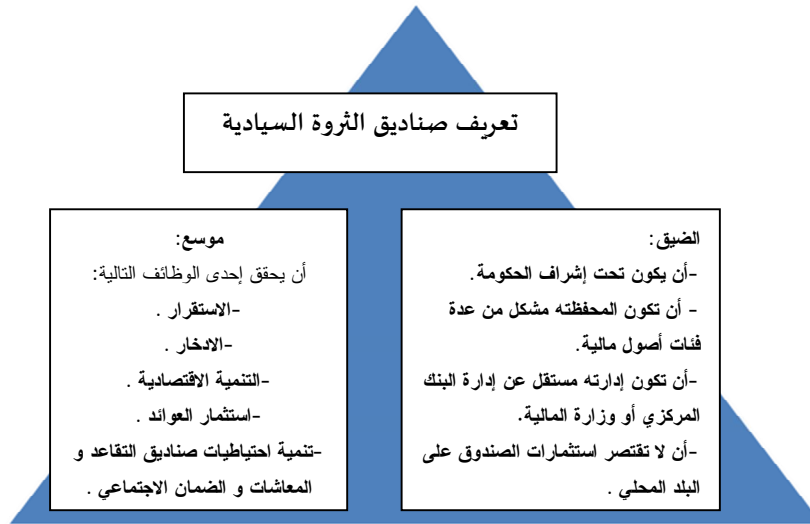 تعريف صناديق الثروة السيادية
الضيق:
-أن يكون تحت إشراف الحكومة.
- أن تكون المحفظته مشكل من عدة
فئات أصول مالية.
-أن تكون إدارته مستقل عن إدارة البنك
المركزي أو وزارة المالية.
-أن لا تقتصر استثمارات الصندوق على
البلد المحلي .
موسع:
أن يحقق إحدى الوظائف التالية:
-الاستقرار .
-الادخار .
-التنمية الاقتصادية .
-استثمار العوائد .
-تنمية احتياطيات صناديق التقاعد و
المعاشات و الضمان الاجتماعي .